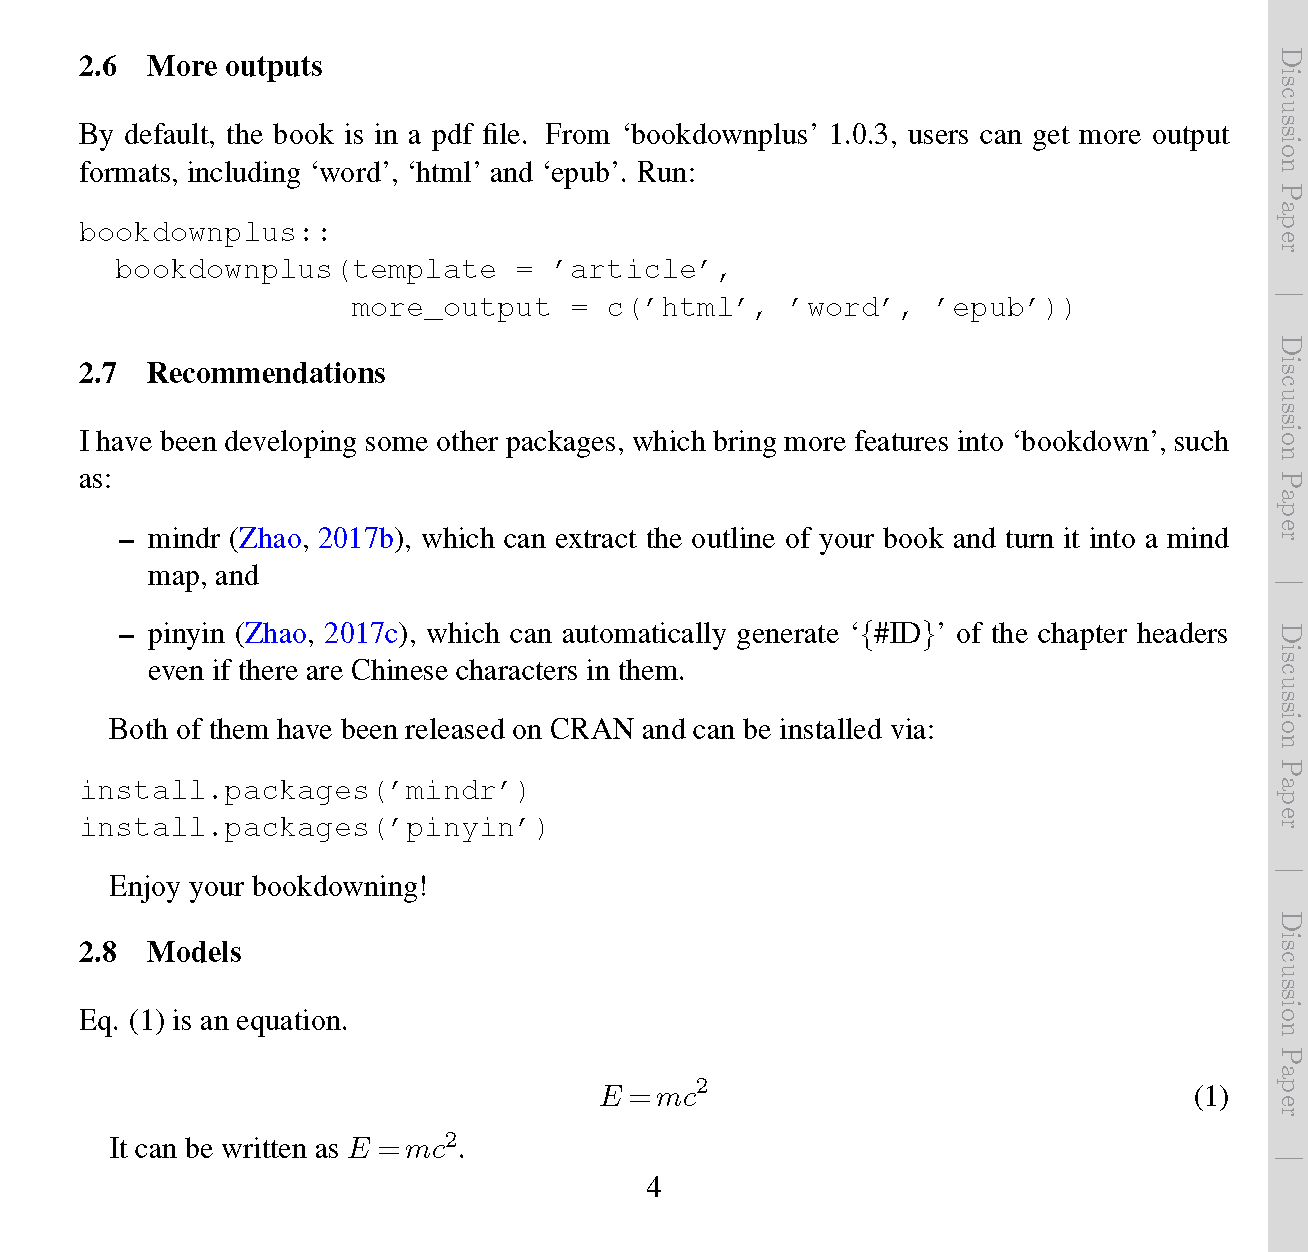 2.6 More outputs
By default, the book is in a pdf file. From ‘bookdownplus’ 1.0.3, users can get more output
formats, including ‘word’, ‘html’ and ‘epub’. Run:
bookdownplus::
  bookdownplus(template = ’article’,
               more_output = c(’html’, ’word’, ’epub’))
2.7 Recommendations
I have been developing some other packages, which bring more features into ‘bookdown’, such
as:
– mindr (Zhao, 2017b), which can extract the outline of your book and turn it into a mind
map, and
– pinyin (Zhao, 2017c), which can automatically generate ‘{#ID}’ of the chapter headers
even if there are Chinese characters in them.
Both of them have been released on CRAN and can be installed via:
install.packages(’mindr’)
install.packages(’pinyin’)
Enjoy your bookdowning!
2.8 Models
Eq. (1) is an equation.
E = mc² (1)
It can be written as E = mc².
4
Discussion Paper | Discussion Paper | Discussion Paper | Discussion Paper |